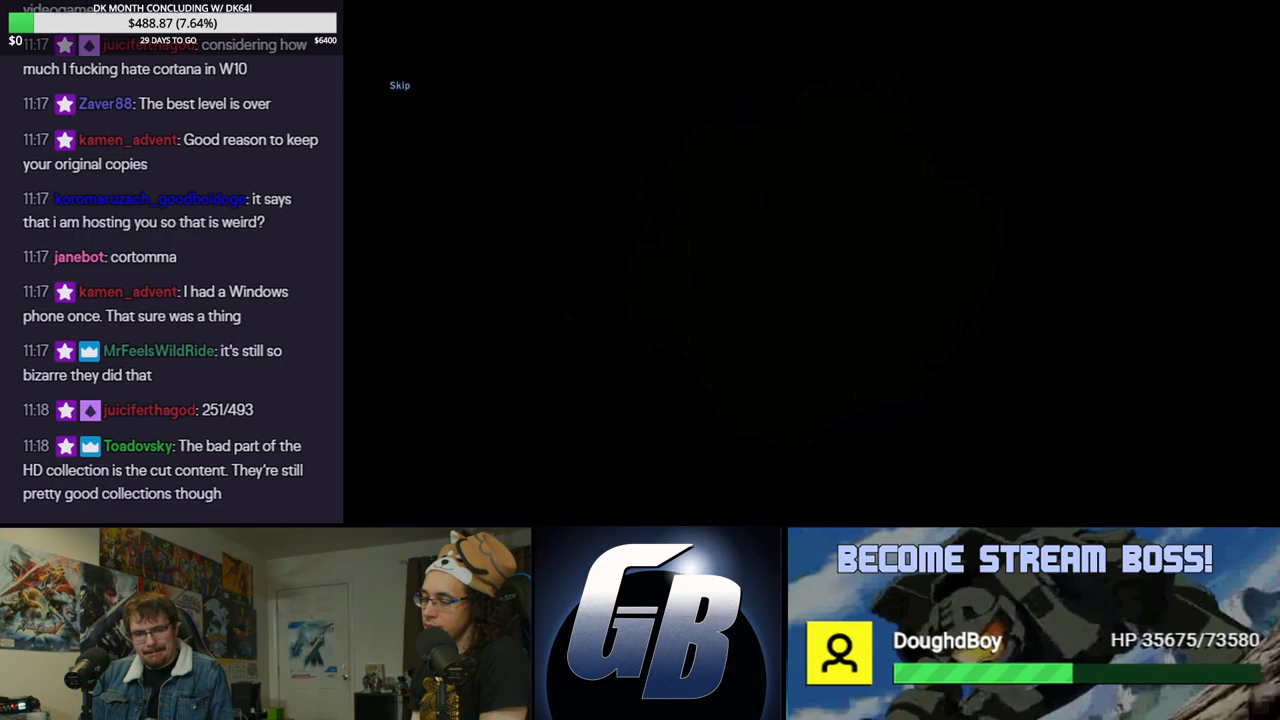 videogame
DK MONTH CONCLUDING W/ DK64!
$488.87 (7.64%)
$0
29 DAYS TO GO
$6400
11:17 juiciferthagod: considering how
much I fucking hate cortana in W10
11:17 Zaver88: The best level is over
11:17 kamen_advent: Good reason to keep
your original copies
11:17 koromaruzach_goodboidoge: it says
that i am hosting you so that is weird?
11:17 janebot: cortomma
11:17 kamen_advent: I had a Windows
phone once. That sure was a thing
11:17 MrFeelsWildRide: it's still so
bizarre they did that
11:18 juiciferthagod: 251/493
11:18 Toadovsky: The bad part of the
HD collection is the cut content. They're still
pretty good collections though
Skip
GB
BECOME STREAM BOSS!
DoughdBoy
HP 35675/73580